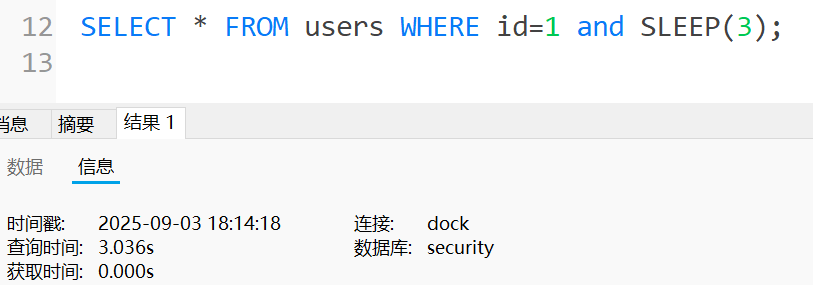 12 SELECT * FROM users WHERE id=1 and SLEEP(3);
13
消息 摘要 结果 1
数据 信息
时间戳: 2025-09-03 18:14:18 连接: dock
查询时间: 3.036s 数据库: security
获取时间: 0.000s